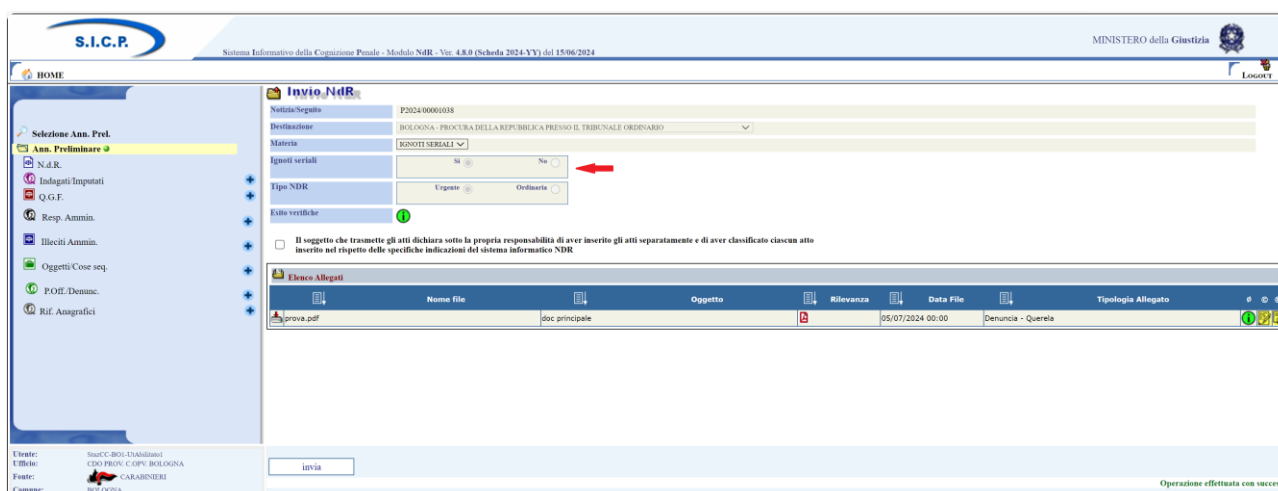 S.I.C.P.
Sistema Informativo della Cognizione Penale - Modulo NdR - Ver. 4.8.0 (Scheda 2024-YY) del 15/06/2024
MINISTERO della Giustizia
HOME
LOGOUT
Invio NdR
Notizia/Seguito P2024/00001038
Destinazione BOLOGNA - PROCURA DELLA REPUBBLICA PRESSO IL TRIBUNALE ORDINARIO
Materia IGNOTI SERIALI
Ignoti seriali Si No
Tipo NDR Urgente Ordinaria
Esito verifiche
Selezione Ann. Prel.
Ann. Preliminare
N.d.R.
Indagati/Imputati
Q.G.F.
Resp. Ammin.
Illeciti Ammin.
Oggetti/Cose seq.
P.Off./Denunc.
Rif. Anagrafici
Il soggetto che trasmette gli atti dichiara sotto la propria responsabilità di aver inserito gli atti separatamente e di aver classificato ciascun atto
inserito nel rispetto delle specifiche indicazioni del sistema informatico NDR
Elenco Allegati
Nome file Oggetto Rilevanza Data File Tipologia Allegato
prova.pdf doc principale 05/07/2024 00:00 Denuncia - Querela
Utente: StazCC-BO1-UtAbilitato1
Ufficio: CDO PROV. C.OPV. BOLOGNA
Fonte: CARABINIERI
Comune: BOLOGNA
invia
Operazione effettuata con succes